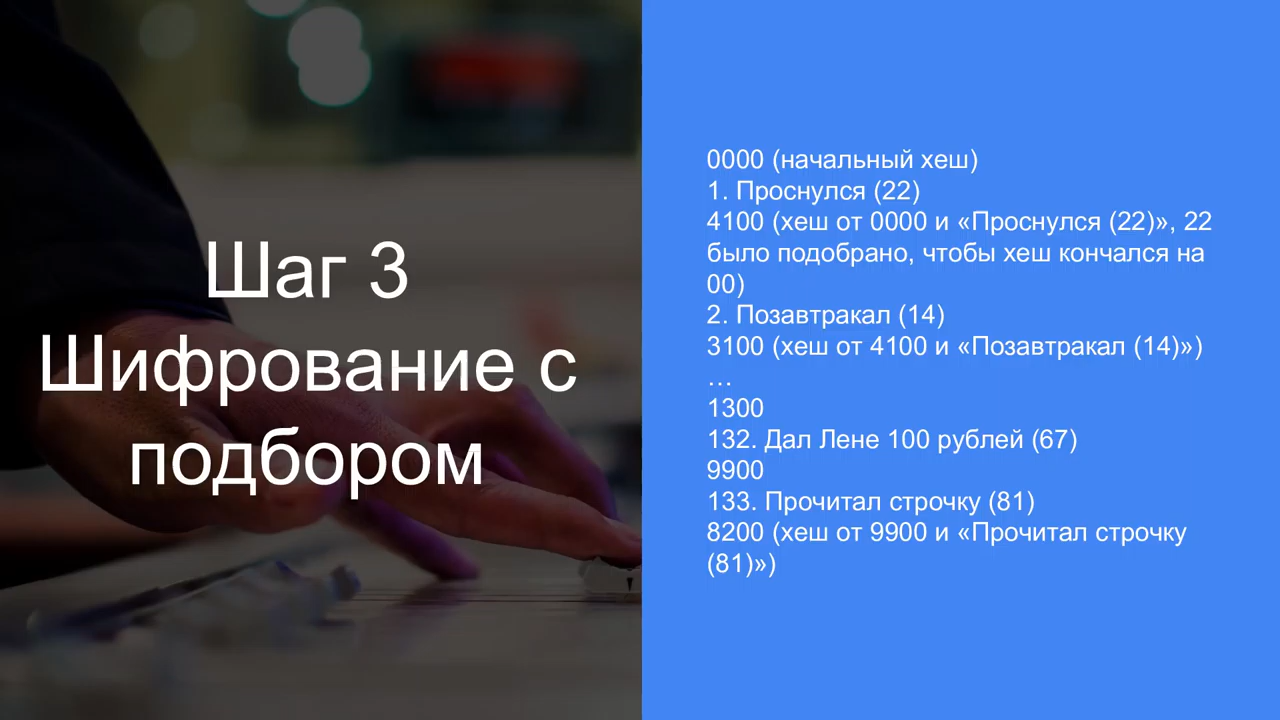 Шаг 3
Шифрование с
подбором
0000 (начальный хеш)
1. Проснулся (22)
4100 (хеш от 0000 и «Проснулся (22)», 22
было подобрано, чтобы хеш кончался на
00)
2. Позавтракал (14)
3100 (хеш от 4100 и «Позавтракал (14)»)
…
1300
132. Дал Лене 100 рублей (67)
9900
133. Прочитал строчку (81)
8200 (хеш от 9900 и «Прочитал строчку
(81)»)